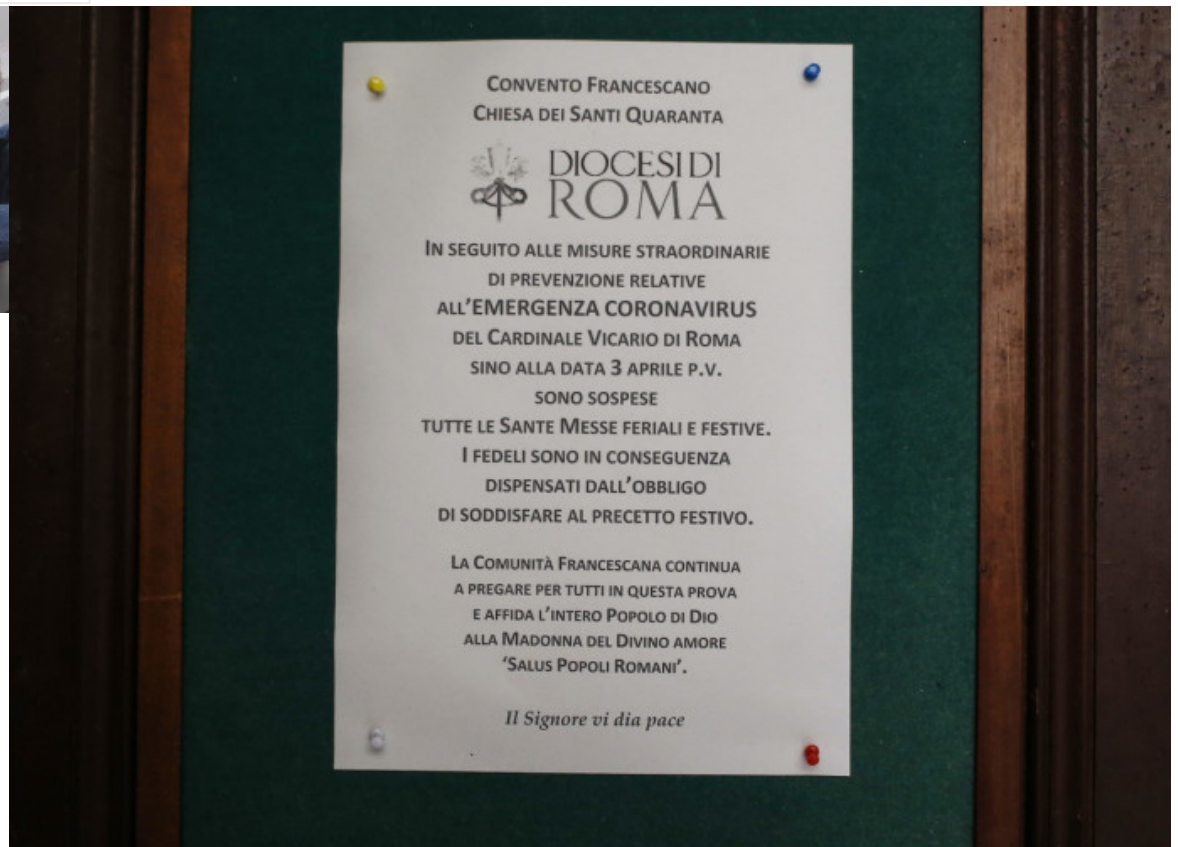 CONVENTO FRANCESCANO
CHIESA DEI SANTI QUARANTA
DIOCESI DI
ROMA
IN SEGUITO ALLE MISURE STRAORDINARIE
DI PREVENZIONE RELATIVE
ALL'EMERGENZA CORONAVIRUS
DEL CARDINALE VICARIO DI ROMA
SINO ALLA DATA 3 APRILE P.V.
SONO SOSPESE
TUTTE LE SANTE MESSE FERIALI E FESTIVE.
I FEDELI SONO IN CONSEGUENZA
DISPENSATI DALL'OBBLIGO
DI SODDISFARE AL PRECETTO FESTIVO.
LA COMUNITÀ FRANCESCANA CONTINUA
A PREGARE PER TUTTI IN QUESTA PROVA
E AFFIDA L'INTERO POPOLO DI DIO
ALLA MADONNA DEL DIVINO AMORE
'SALUS POPOLI ROMANI'.
Il Signore vi dia pace